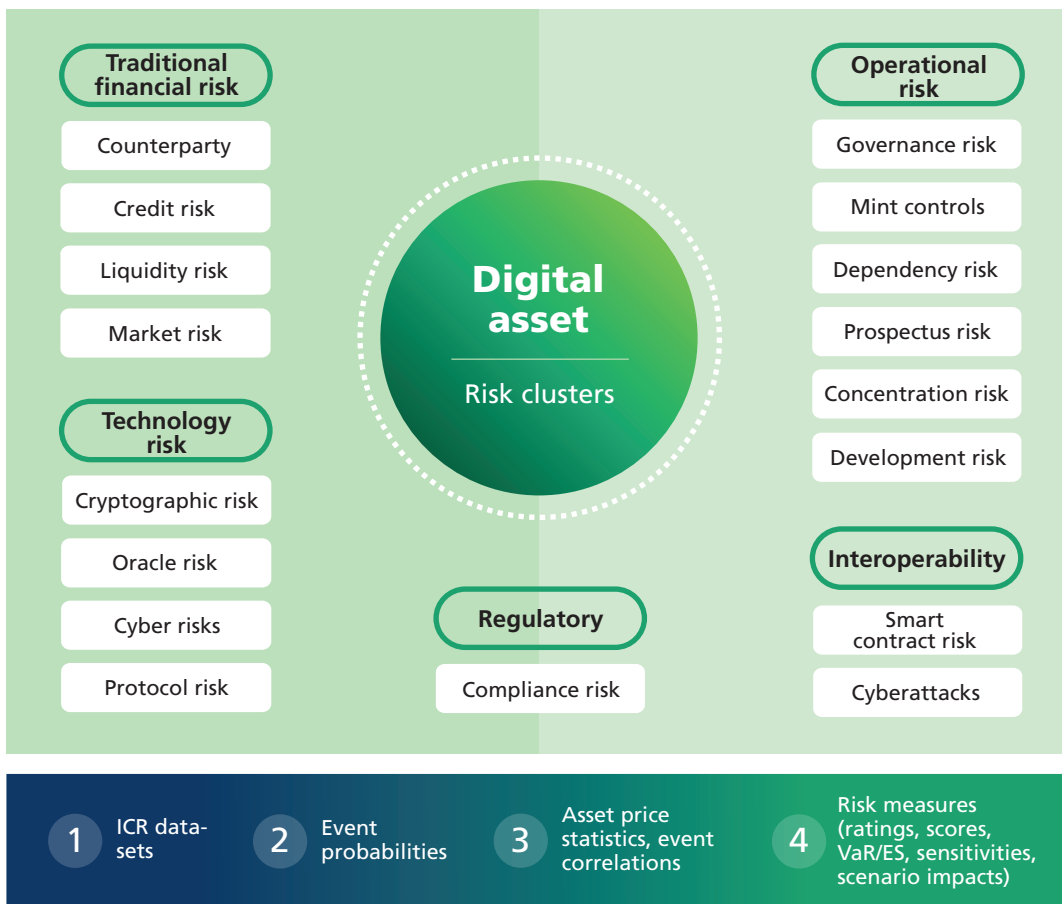 Traditional
financial risk
Counterparty
Credit risk
Liquidity risk
Market risk
Technology
risk
Cryptographic risk
Oracle risk
Cyber risks
Protocol risk
Digital
asset
Risk clusters
Regulatory
Compliance risk
Operational
risk
Governance risk
Mint controls
Dependency risk
Prospectus risk
Concentration risk
Development risk
Interoperability
Smart
contract risk
Cyberattacks
1
ICR data-
sets
2
Event
probabilities
3
Asset price
statistics, event
correlations
4
Risk measures
(ratings, scores,
VaR/ES, sensitivities,
scenario impacts)